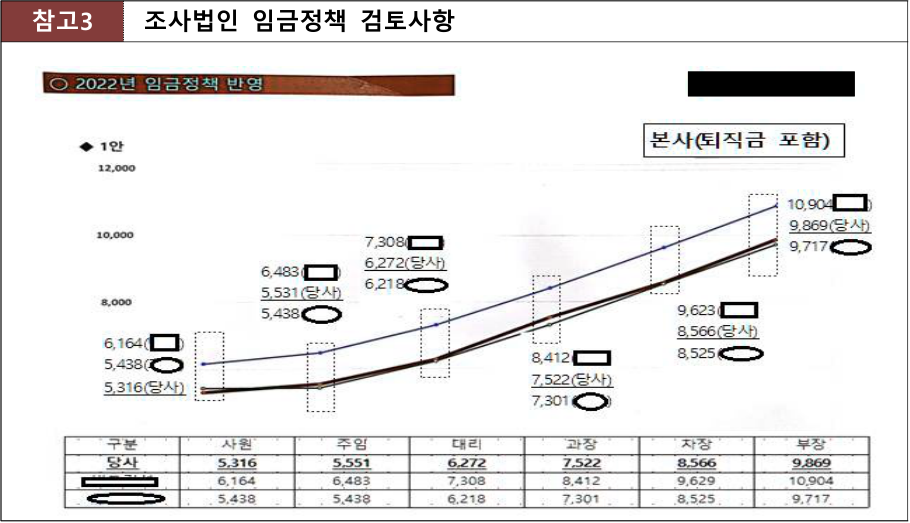 참고3 조사법인 임금정책 검토사항
○ 2022년 임금정책 반영
◆ 1안
본사(퇴직금 포함)
12,000
10,000
8,000
6,164( )
5,438( )
5,316(당사)
6,483( )
5,531(당사)
5,438( )
7,308( )
6,272(당사)
6,218( )
8,412( )
7,522(당사)
7,301( )
9,623( )
8,566(당사)
8,525( )
10,904( )
9,869(당사)
9,717( )
구분 사원 주임 대리 과장 차장 부장
당사 5,316 5,551 6,272 7,522 8,566 9,869
6,164 6,483 7,308 8,412 9,629 10,904
5,438 5,438 6,218 7,301 8,525 9,717